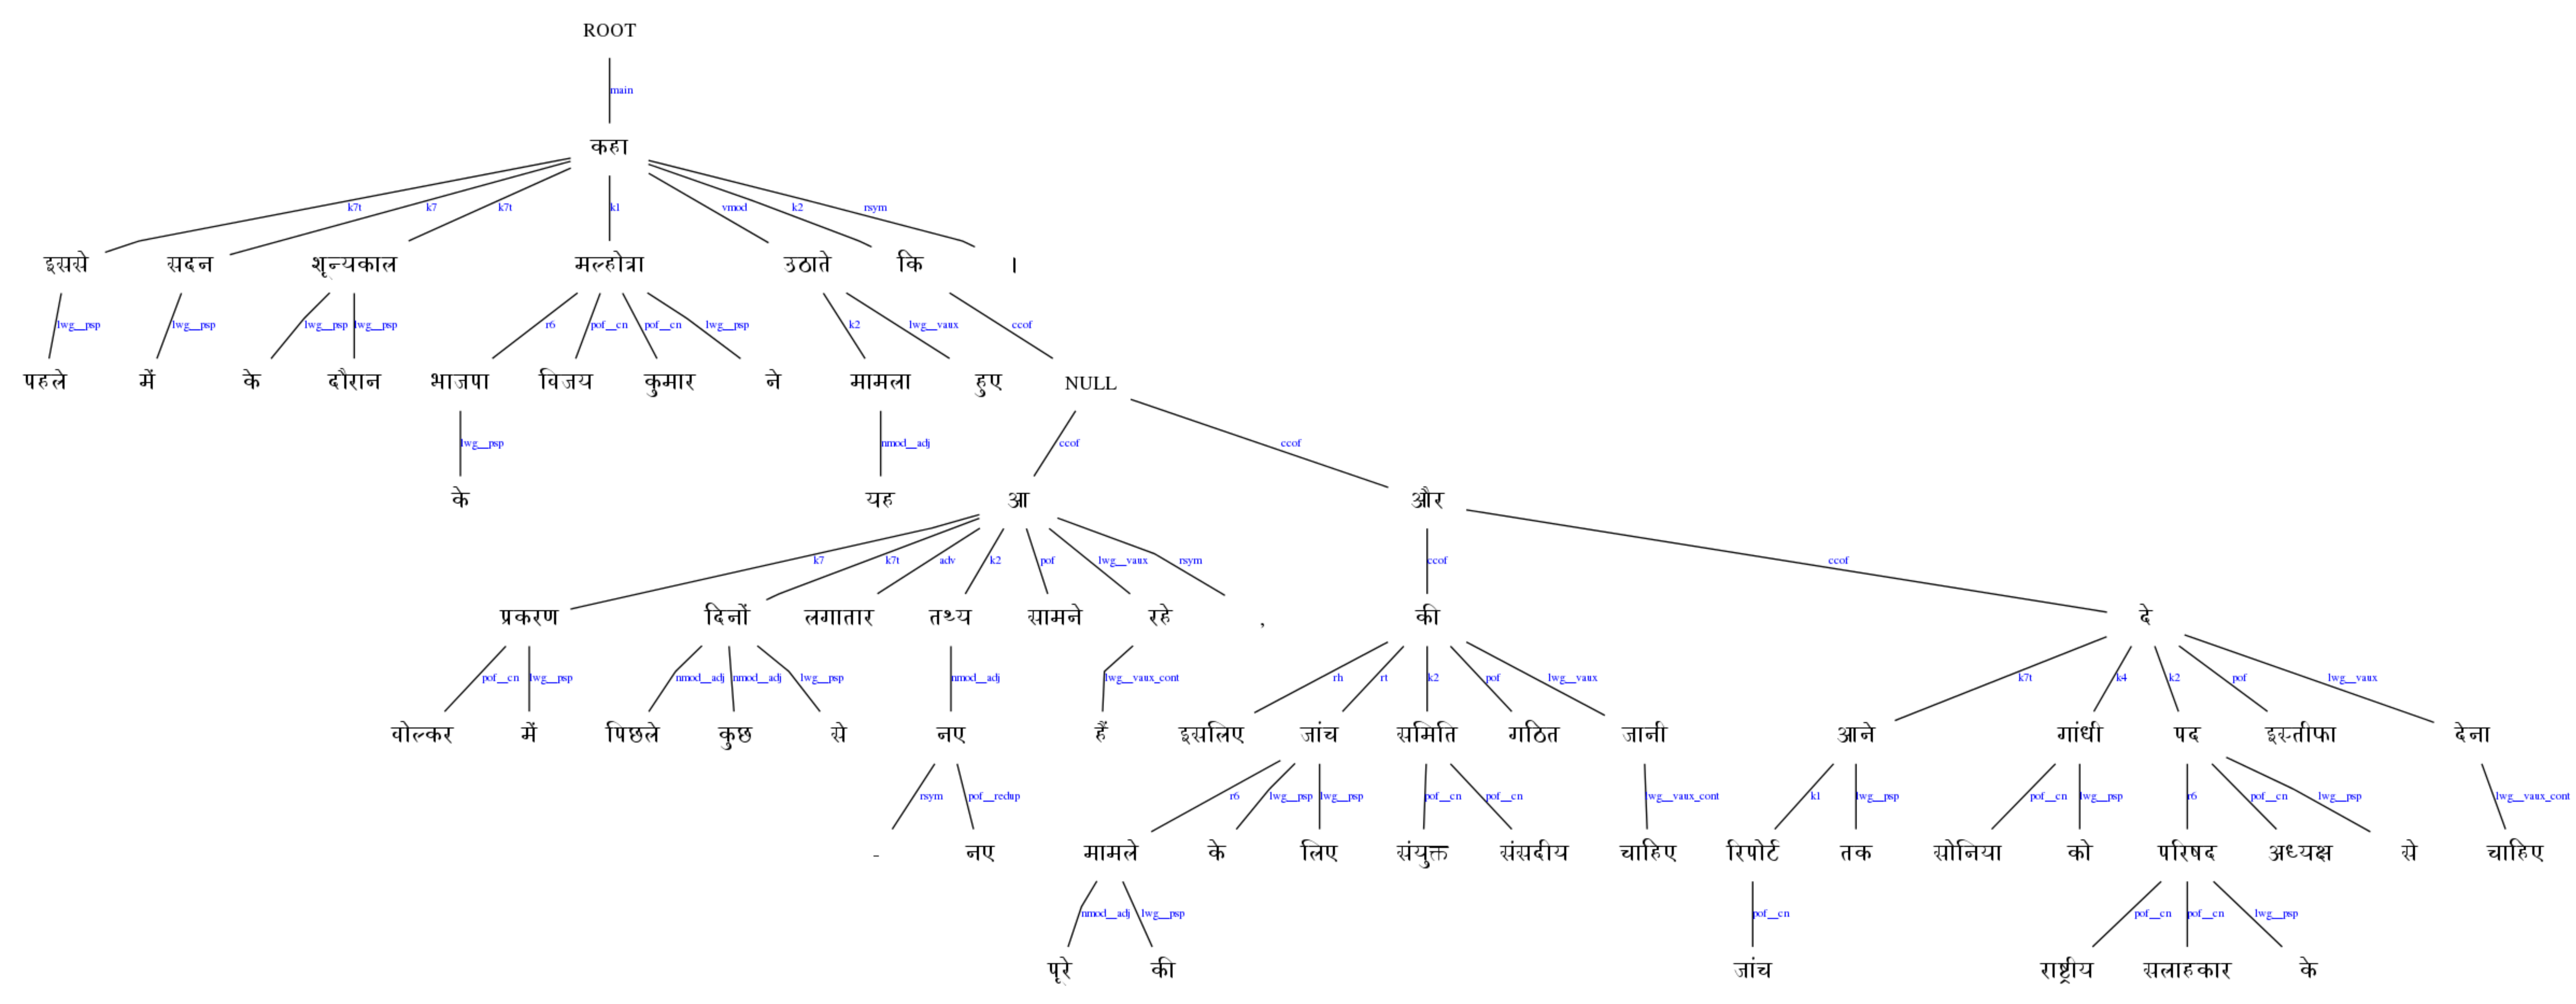 ROOT
main
कहा
k7t k7 k7t k1 vmod k2 rsym
इससे सदन शून्यकाल मल्होत्रा उठाते कि ।
lwg__psp lwg__psp lwg__psp lwg__psp r6 pof__cn pof__cn lwg__psp k2 lwg__vaux ccof
पहले में के दौरान भाजपा विजय कुमार ने मामला हुए NULL
lwg__psp nmod__adj ccof ccof
के यह आ और
k7 k7t adv k2 pof lwg__vaux rsym ccof ccof
प्रकरण दिनों लगातार तथ्य सामने रहे , की दे
pof__cn lwg__psp nmod__adj nmod__adj lwg__psp nmod__adj lwg__vaux_cont rh rt k2 pof lwg__vaux k7t k4 k2 pof lwg__vaux
वोल्कर में पिछले कुछ से नए हैं इसलिए जांच समिति गठित जानी आने गांधी पद इस्तीफा देना
rsym pof__redup r6 lwg__psp lwg__psp pof__cn pof__cn lwg__vaux_cont k1 lwg__psp pof__cn lwg__psp r6 pof__cn lwg__psp lwg__vaux_cont
- नए मामले के लिए संयुक्त संसदीय चाहिए रिपोर्ट तक सोनिया को परिषद अध्यक्ष से चाहिए
nmod__adj lwg__psp pof__cn pof__cn pof__cn lwg__psp
पूरे की जांच राष्ट्रीय सलाहकार के